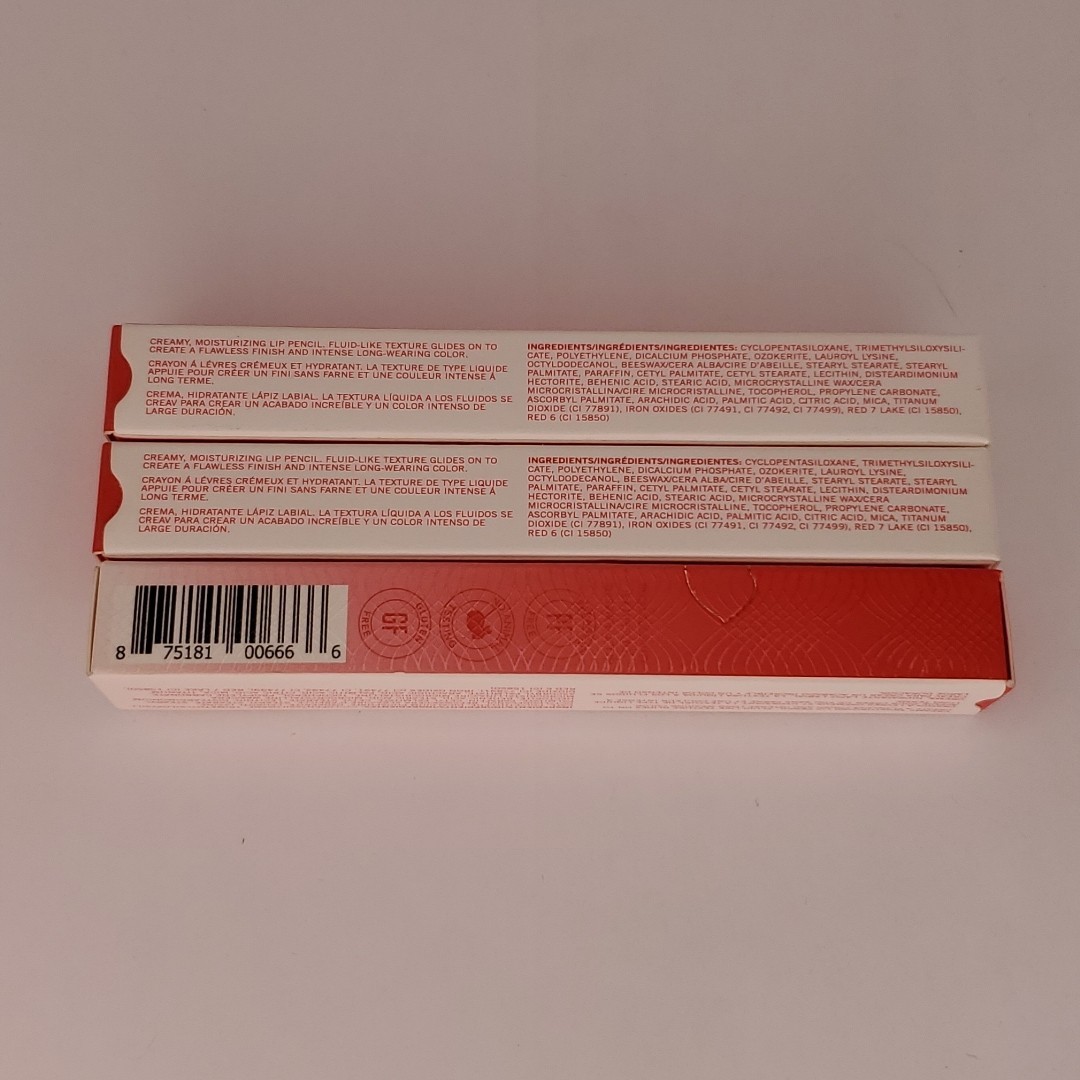 CREAMY, MOISTURIZING LIP PENCIL. FLUID-LIKE TEXTURE GLIDES ON TO
CREATE A FLAWLESS FINISH AND INTENSE LONG-WEARING COLOR.
CRAYON Á LÉVRES CRÉMEUX ET HYDRATANT. LA TEXTURE DE TYPE LIQUIDE
APPUIE POUR CRÉER UN FINI SANS FARNE ET UNE COULEUR INTENSE Á
LONG TERME.
CREMA, HIDRATANTE LÁPIZ LABIAL. LA TEXTURA LÍQUIDA A LOS FLUIDOS SE
CREAV PARA CREAR UN ACABADO INCREÍBLE Y UN COLOR INTENSO DE
LARGE DURACIÓN.
INGREDIENTS/INGRÉDIENTS/INGREDIENTES: CYCLOPENTASILOXANE, TRIMETHYLSILOXYSILI-
CATE, POLYETHYLENE, DICALCIUM PHOSPHATE, OZOKERITE, LAUROYL LYSINE,
OCTYLDODECANOL, BEESWAX/CERA ALBA/CIRE D'ABEILLE, STEARYL STEARATE, STEARYL
PALMITATE, PARAFFIN, CETYL PALMITATE, CETYL STEARATE, LECITHIN, DISTEARDIMONIUM
HECTORITE, BEHENIC ACID, STEARIC ACID, MICROCRYSTALLINE WAX/CERA
MICROCRISTALLINA/CIRE MICROCRISTALLINE, TOCOPHEROL, PROPYLENE CARBONATE,
ASCORBYL PALMITATE, ARACHIDIC ACID, PALMITIC ACID, CITRIC ACID, MICA, TITANUM
DIOXIDE (CI 77891), IRON OXIDES (CI 77491, CI 77492, CI 77499), RED 7 LAKE (CI 15850),
RED 6 (CI 15850)
CREAMY, MOISTURIZING LIP PENCIL. FLUID-LIKE TEXTURE GLIDES ON TO
CREATE A FLAWLESS FINISH AND INTENSE LONG-WEARING COLOR.
CRAYON Á LÉVRES CRÉMEUX ET HYDRATANT. LA TEXTURE DE TYPE LIQUIDE
APPUIE POUR CRÉER UN FINI SANS FARNE ET UNE COULEUR INTENSE Á
LONG TERME.
CREMA, HIDRATANTE LÁPIZ LABIAL. LA TEXTURA LÍQUIDA A LOS FLUIDOS SE
CREAV PARA CREAR UN ACABADO INCREÍBLE Y UN COLOR INTENSO DE
LARGE DURACIÓN.
INGREDIENTS/INGRÉDIENTS/INGREDIENTES: CYCLOPENTASILOXANE, TRIMETHYLSILOXYSILI-
CATE, POLYETHYLENE, DICALCIUM PHOSPHATE, OZOKERITE, LAUROYL LYSINE,
OCTYLDODECANOL, BEESWAX/CERA ALBA/CIRE D'ABEILLE, STEARYL STEARATE, STEARYL
PALMITATE, PARAFFIN, CETYL PALMITATE, CETYL STEARATE, LECITHIN, DISTEARDIMONIUM
HECTORITE, BEHENIC ACID, STEARIC ACID, MICROCRYSTALLINE WAX/CERA
MICROCRISTALLINA/CIRE MICROCRISTALLINE, TOCOPHEROL, PROPYLENE CARBONATE,
ASCORBYL PALMITATE, ARACHIDIC ACID, PALMITIC ACID, CITRIC ACID, MICA, TITANUM
DIOXIDE (CI 77891), IRON OXIDES (CI 77491, CI 77492, CI 77499), RED 7 LAKE (CI 15850),
RED 6 (CI 15850)
8 75181 00666 6
GLUTEN
GF
FREE